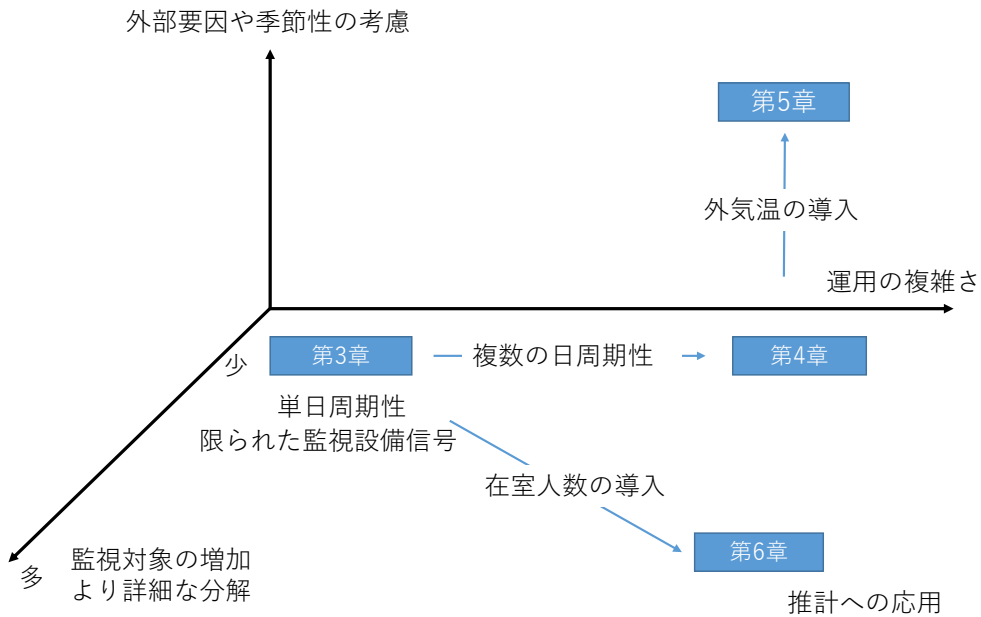 外部要因や季節性の考慮
第5章
外気温の導入
運用の複雑さ
少
第3章
複数の日周期性
第4章
単日周期性
限られた監視設備信号
在室人数の導入
第6章
多
監視対象の増加
より詳細な分解
推計への応用